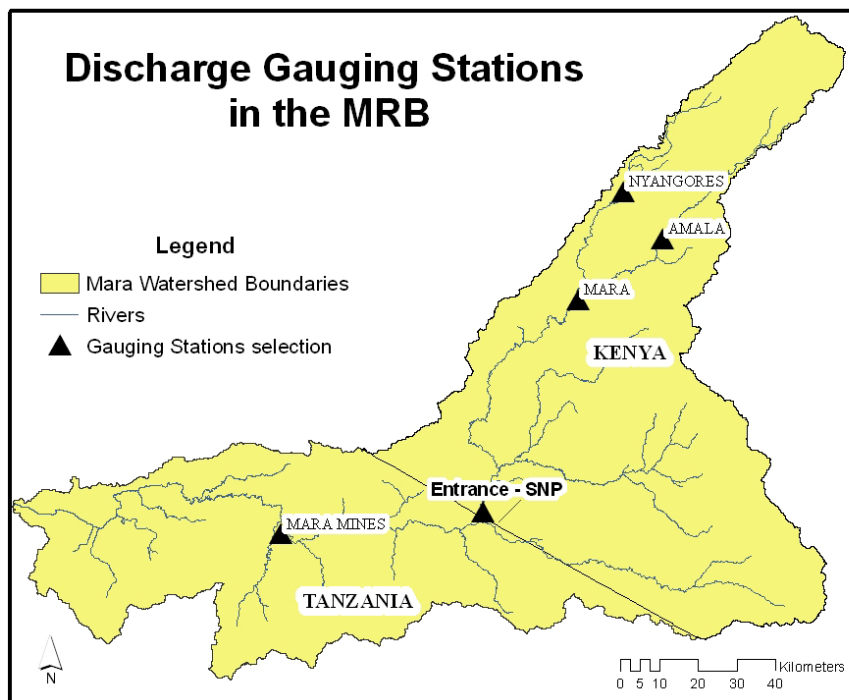 Discharge Gauging Stations
in the MRB
NYANGORES
AMALA
Legend
Mara Watershed Boundaries
MARA
Rivers
Gauging Stations selection
KENYA
Entrance - SNP
MARA MINES
TANZANIA
N
Kilometers
0 5 10 20 30 40